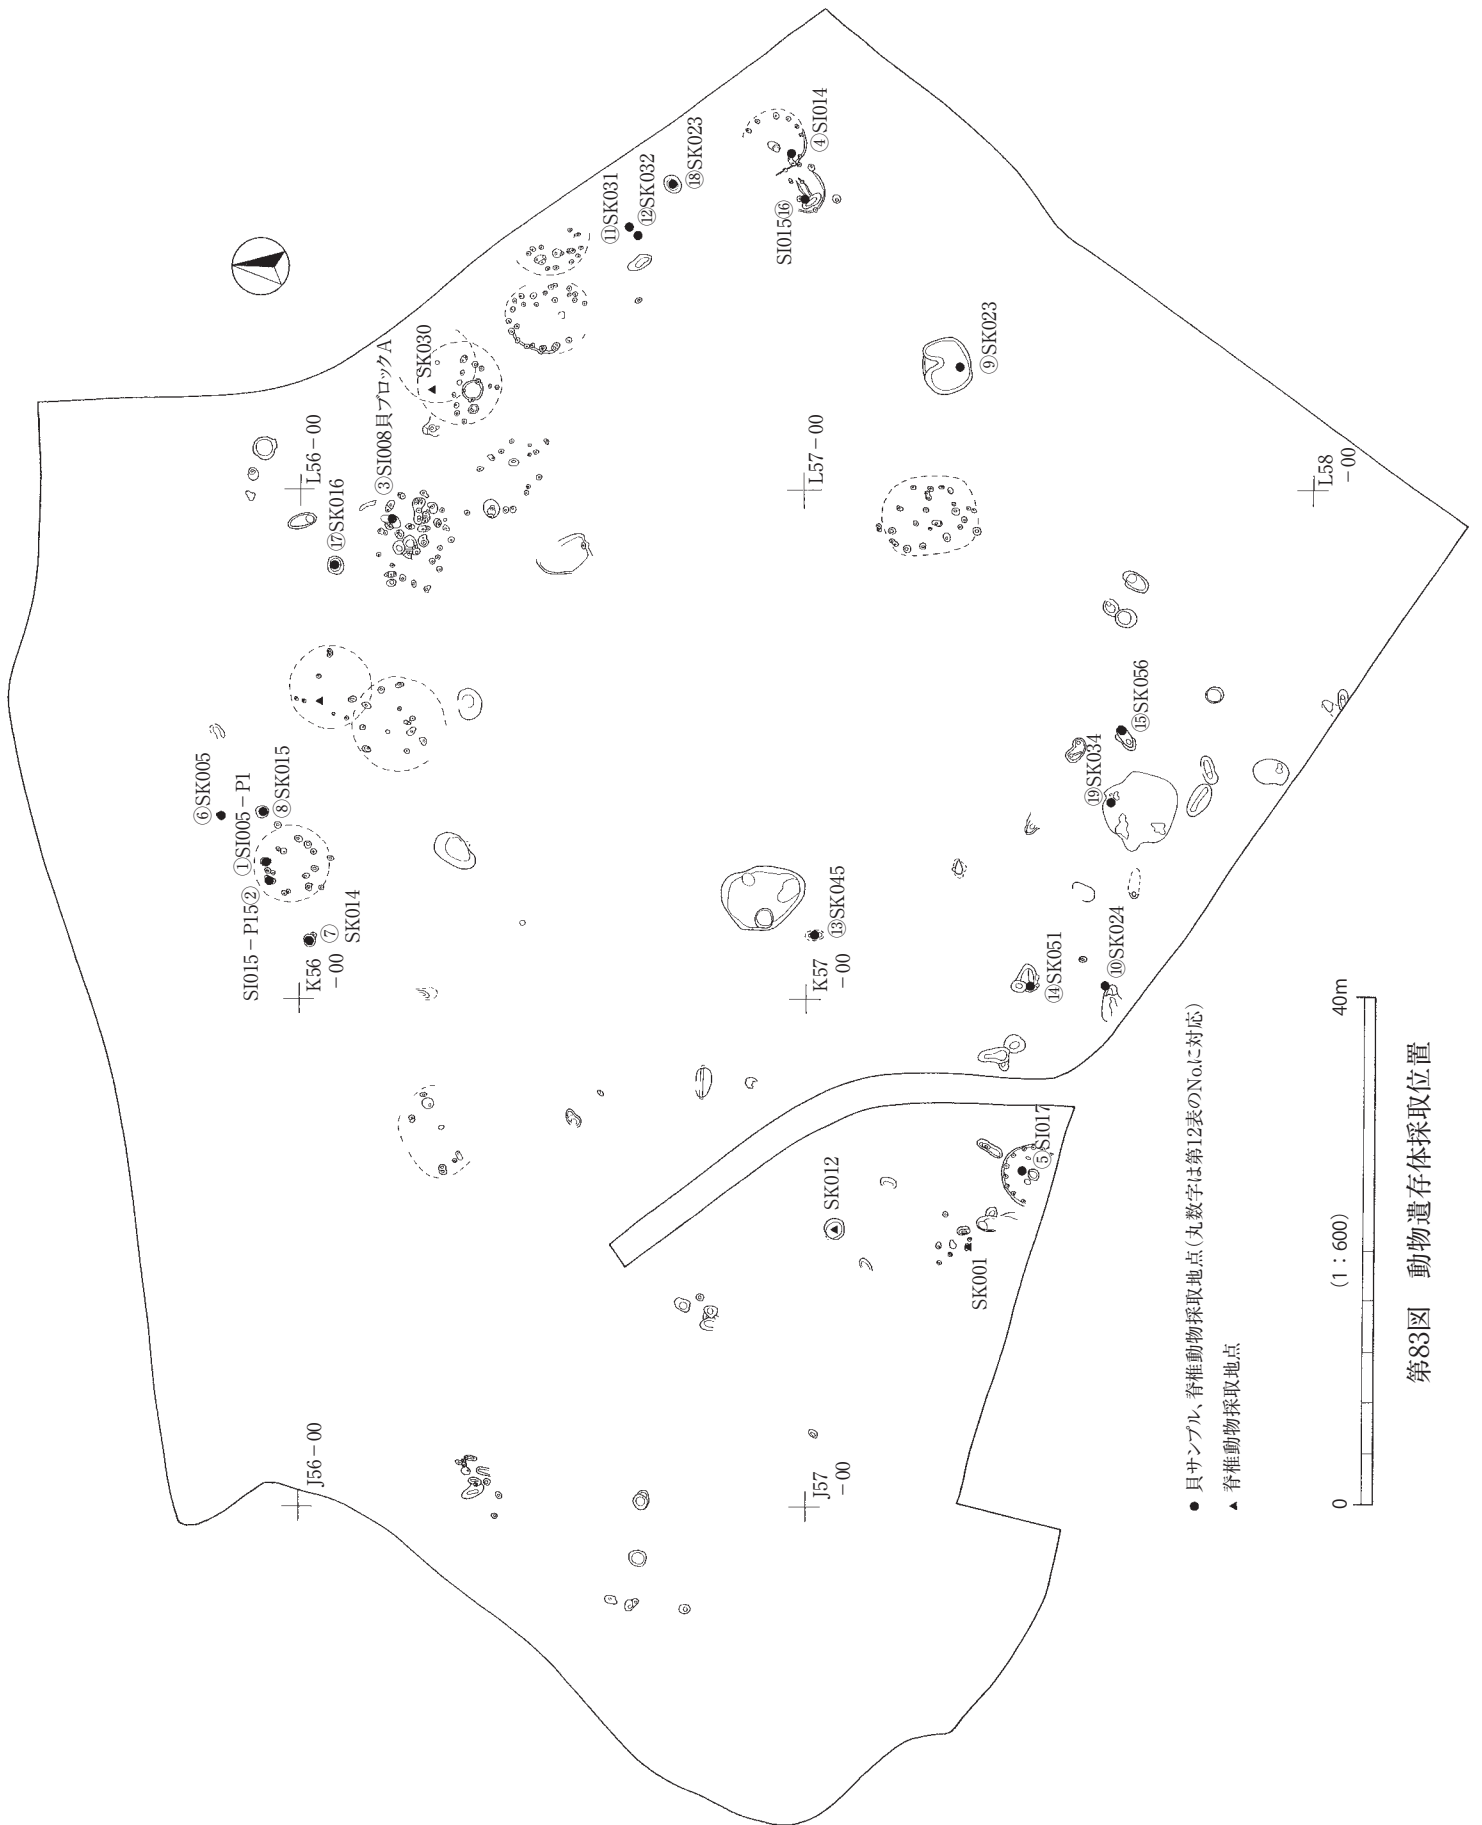 ④SI014
SI015⑯
⑱SK023
⑫SK032
⑪SK031
SK030
③SI008貝ブロックA
L56－00
⑰SK016
⑨SK023
L57－00
L58
－00
⑥SK005
①SI005－P1
⑧SK015
SI015－P15②
⑦
SK014
K56
－00
⑮SK056
⑲SK034
⑬SK045
K57
－00
⑭SK051
⑩SK024
⑤SI017
SK012
SK001
J56－00
J57
－00
● 貝サンプル、脊椎動物採取地点(丸数字は第12表のNo.に対応)
▲ 脊椎動物採取地点
0
(1：600)
40m
第83図 動物遺存体採取位置